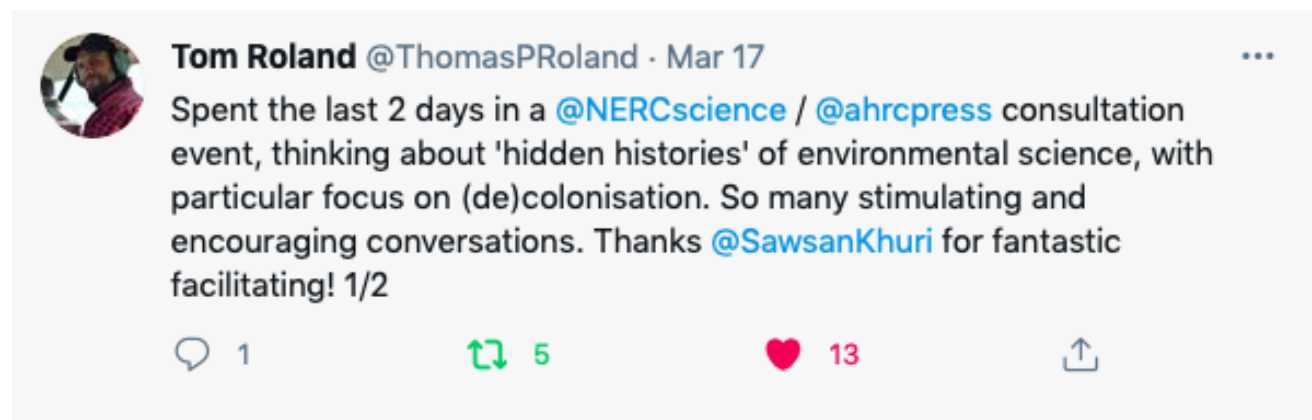 Tom Roland @ThomasPRoland · Mar 17
Spent the last 2 days in a @NERCscience / @ahrcpress consultation
event, thinking about 'hidden histories' of environmental science, with
particular focus on (de)colonisation. So many stimulating and
encouraging conversations. Thanks @SawsanKhuri for fantastic
facilitating! 1/2
1 5 13